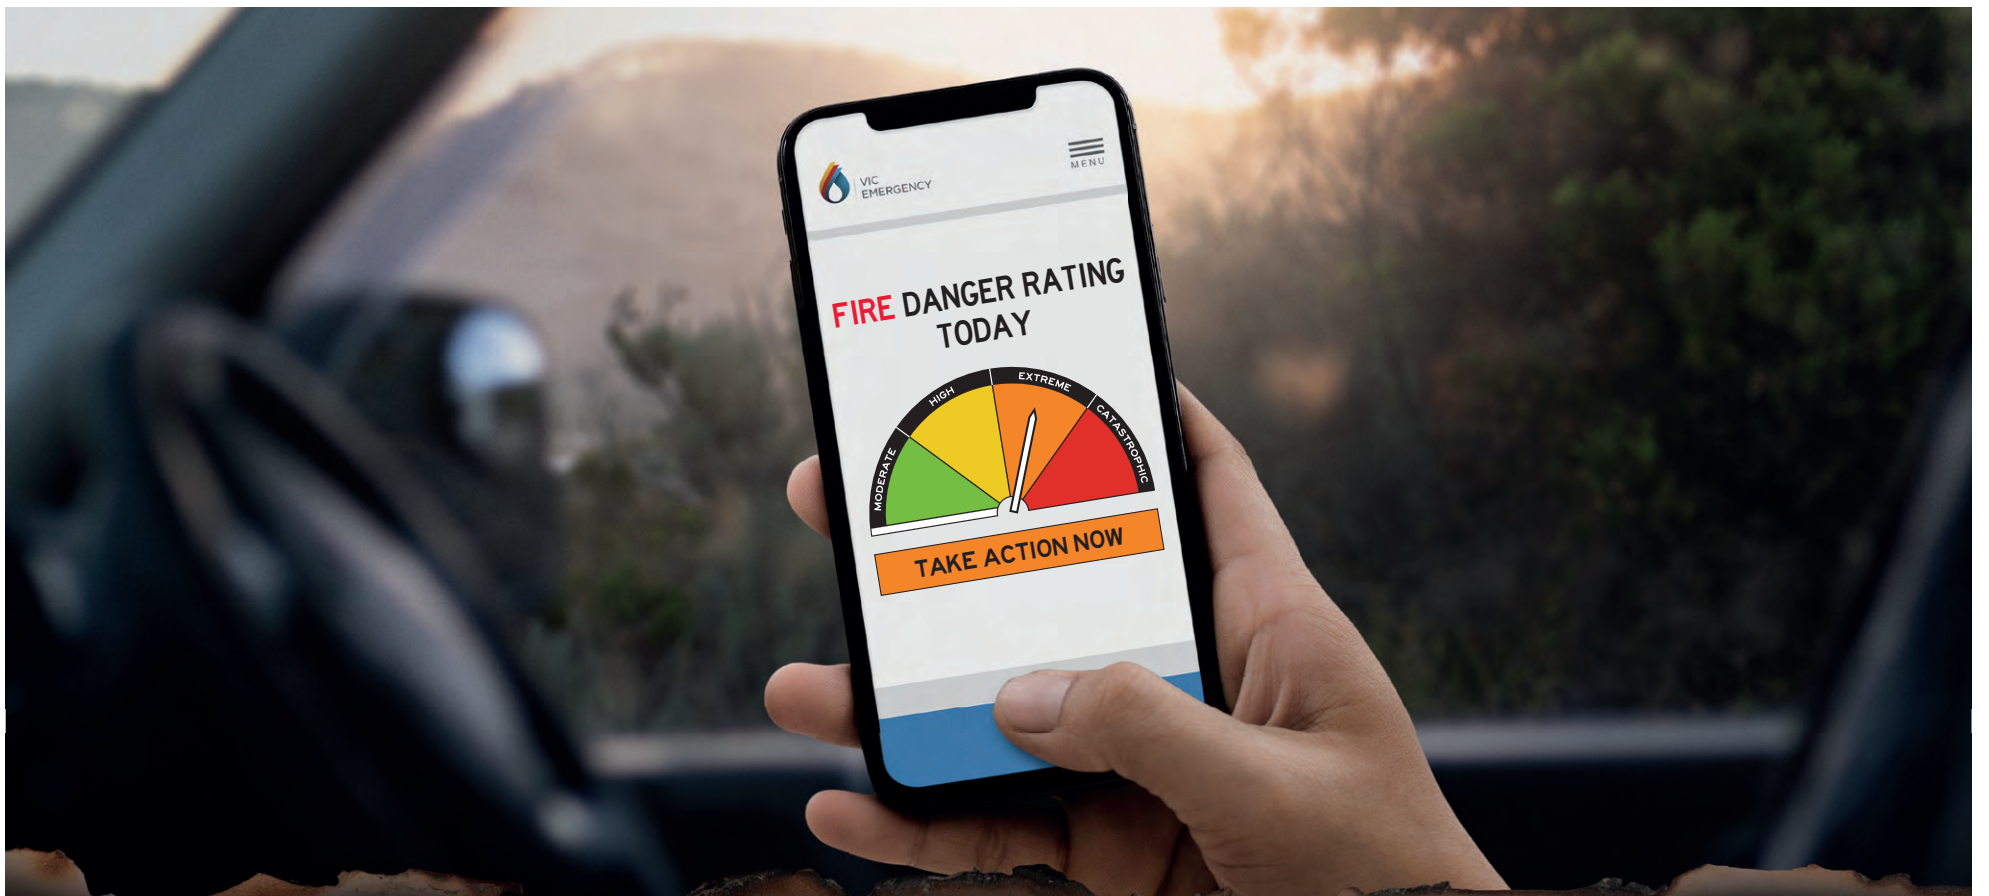 VIC
EMERGENCY
MENU
FIRE DANGER RATING
TODAY
MODERATE
HIGH
EXTREME
CATASTROPHIC
TAKE ACTION NOW